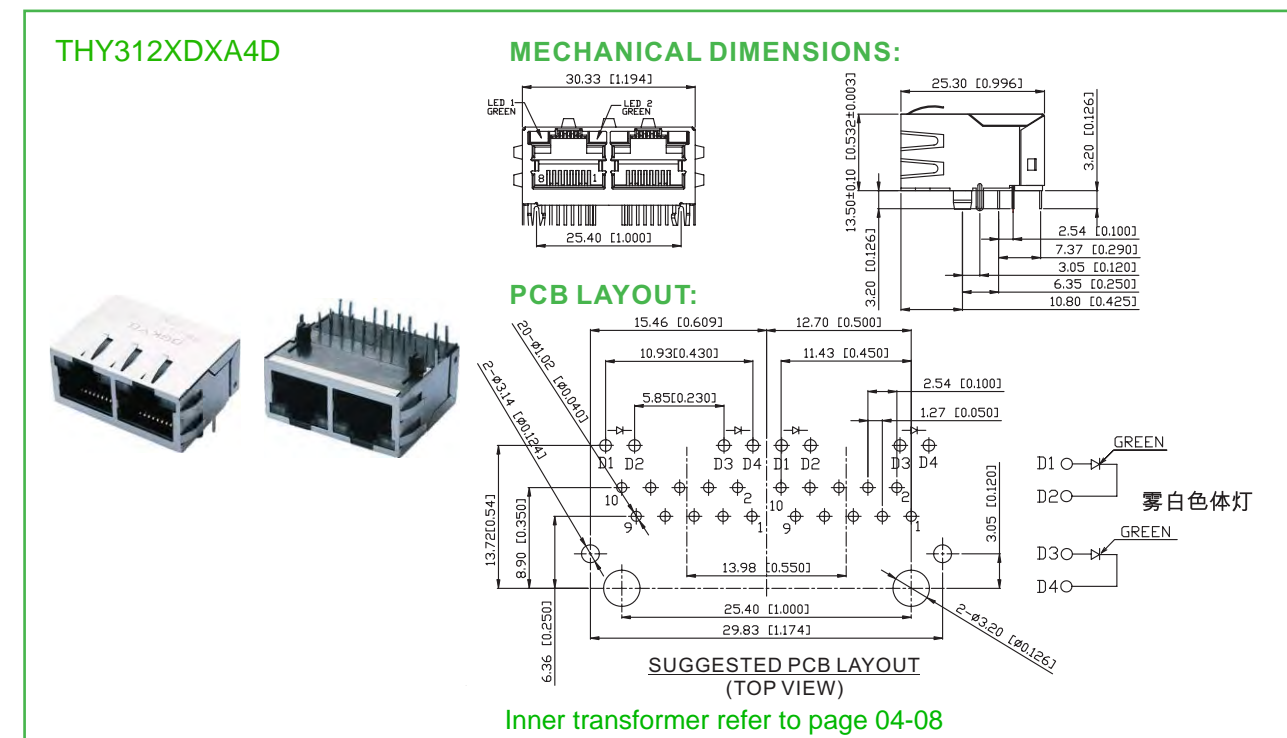 THY312XDXA4D
MECHANICAL DIMENSIONS:
30.33 [1.194]
LED 1
GREEN
LED 2
GREEN
8
1
25.40 [1.000]
25.30 [0.996]
13.50±0.10 [0.532±0.003]
3.20 [0.126]
3.20 [0.126]
2.54 [0.100]
7.37 [0.290]
3.05 [0.120]
6.35 [0.250]
10.80 [0.425]
PCB LAYOUT:
15.46 [0.609]
12.70 [0.500]
20-ø1.02 [ø0.040]
2-ø3.14 [ø0.124]
10.93[0.430]
11.43 [0.450]
5.85[0.230]
2.54 [0.100]
1.27 [0.050]
D1 D2 D3 D4 D1 D2 D3 D4
10 2 10 2
9 1 9 1
13.72[0.54]
8.90 [0.350]
6.36 [0.250]
3.05 [0.120]
13.98 [0.550]
25.40 [1.000]
29.83 [1.174]
2-ø3.20 [ø0.126]
GREEN
D1
D2
雾白色体灯
GREEN
D3
D4
SUGGESTED PCB LAYOUT
(TOP VIEW)
Inner transformer refer to page 04-08